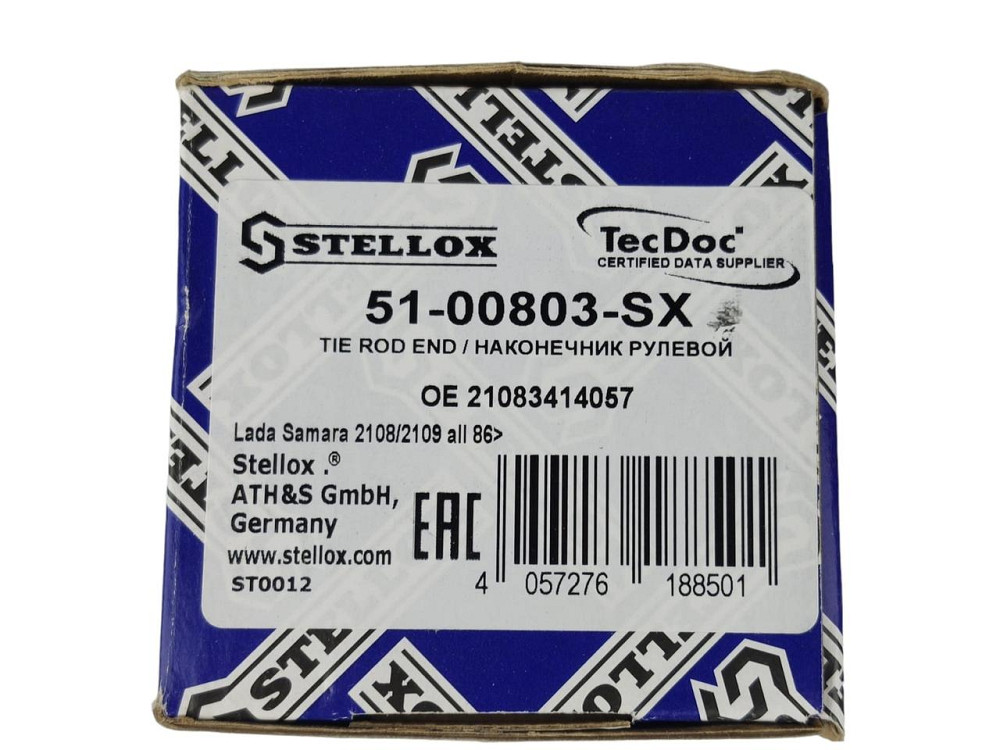 STELLOX
TecDoc
CERTIFIED DATA SUPPLIER
51-00803-SX
TIE ROD END / НАКОНЕЧНИК РУЛЕВОЙ
OE 21083414057
Lada Samara 2108/2109 all 86>
Stellox .®
ATH&S GmbH,
Germany
www.stellox.com
ST0012
EAC
4 057276 188501